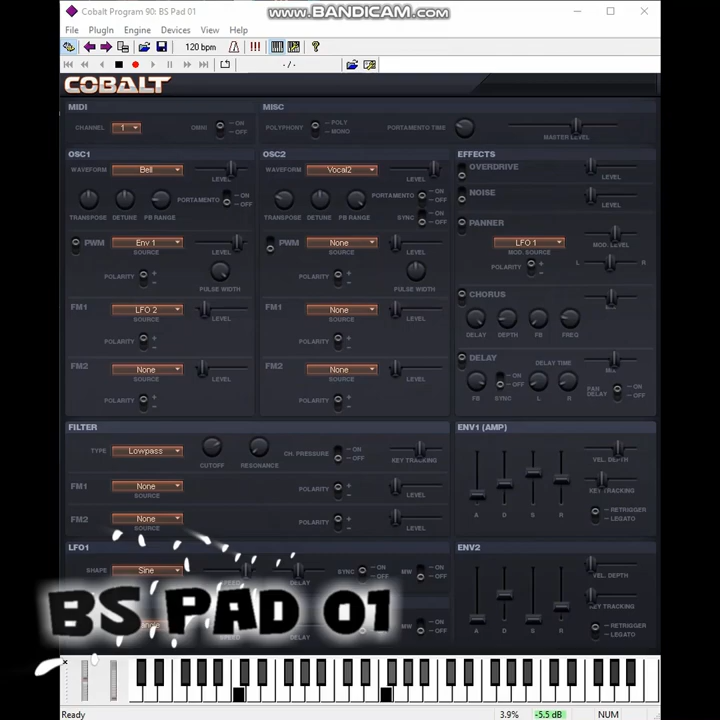 Cobalt Program 90: BS Pad 01
www.BANDICAM.com
File PlugIn Engine Devices View Help
120 bpm
- / -
COBALT
MIDI
CHANNEL 1 OMNI ON OFF
MISC
POLYPHONY POLY MONO PORTAMENTO TIME MASTER LEVEL
OSC1
WAVEFORM Bell LEVEL
TRANSPOSE DETUNE PB RANGE PORTAMENTO ON OFF
PWM Env 1 SOURCE LEVEL
POLARITY + - PULSE WIDTH
FM1 LFO 2 SOURCE LEVEL
POLARITY + -
FM2 None SOURCE LEVEL
POLARITY + -
OSC2
WAVEFORM Vocal2 LEVEL
TRANSPOSE DETUNE PB RANGE PORTAMENTO ON OFF
SYNC ON OFF
PWM None SOURCE LEVEL
POLARITY + - PULSE WIDTH
FM1 None SOURCE LEVEL
POLARITY + -
FM2 None SOURCE LEVEL
POLARITY + -
EFFECTS
OVERDRIVE LEVEL
NOISE LEVEL
PANNER LFO 1 MOD. SOURCE MOD. LEVEL
POLARITY + - L R
CHORUS
DELAY DEPTH FB FREQ
DELAY DELAY TIME MIX
FB SYNC ON OFF L R PAN DELAY ON OFF
FILTER
TYPE Lowpass CUTOFF RESONANCE CH. PRESSURE ON OFF KEY TRACKING
FM1 None SOURCE POLARITY + - LEVEL
FM2 None SOURCE POLARITY + - LEVEL
ENV1 (AMP)
A D S R VEL. DEPTH
KEY TRACKING
RETRIGGER
LEGATO
LFO1
SHAPE Sine SPEED DELAY SYNC ON OFF MW ON OFF
ENV2
A D S R VEL. DEPTH
KEY TRACKING
RETRIGGER
LEGATO
BS PAD 01
Ready 3.9% -5.5 dB NUM